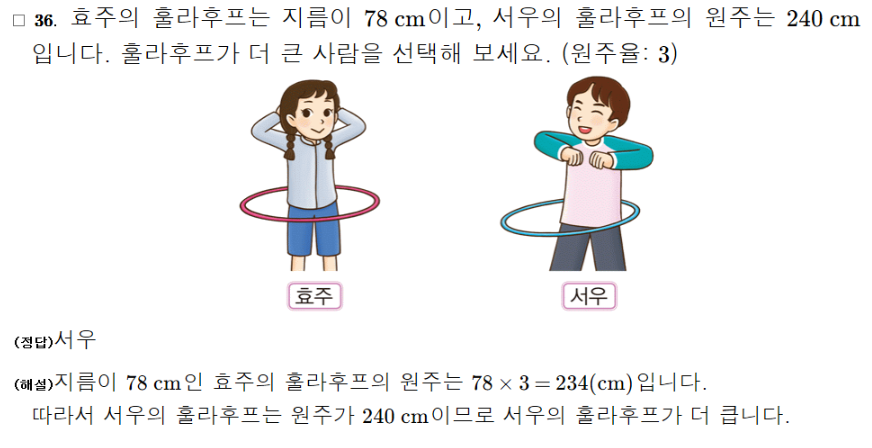 □ 36. 효주의 훌라후프는 지름이 78 cm이고, 서우의 훌라후프의 원주는 240 cm
입니다. 훌라후프가 더 큰 사람을 선택해 보세요. (원주율: 3)
효주 서우
(정답)서우
(해설)지름이 78 cm인 효주의 훌라후프의 원주는 78 × 3 = 234(cm)입니다.
따라서 서우의 훌라후프는 원주가 240 cm이므로 서우의 훌라후프가 더 큽니다.